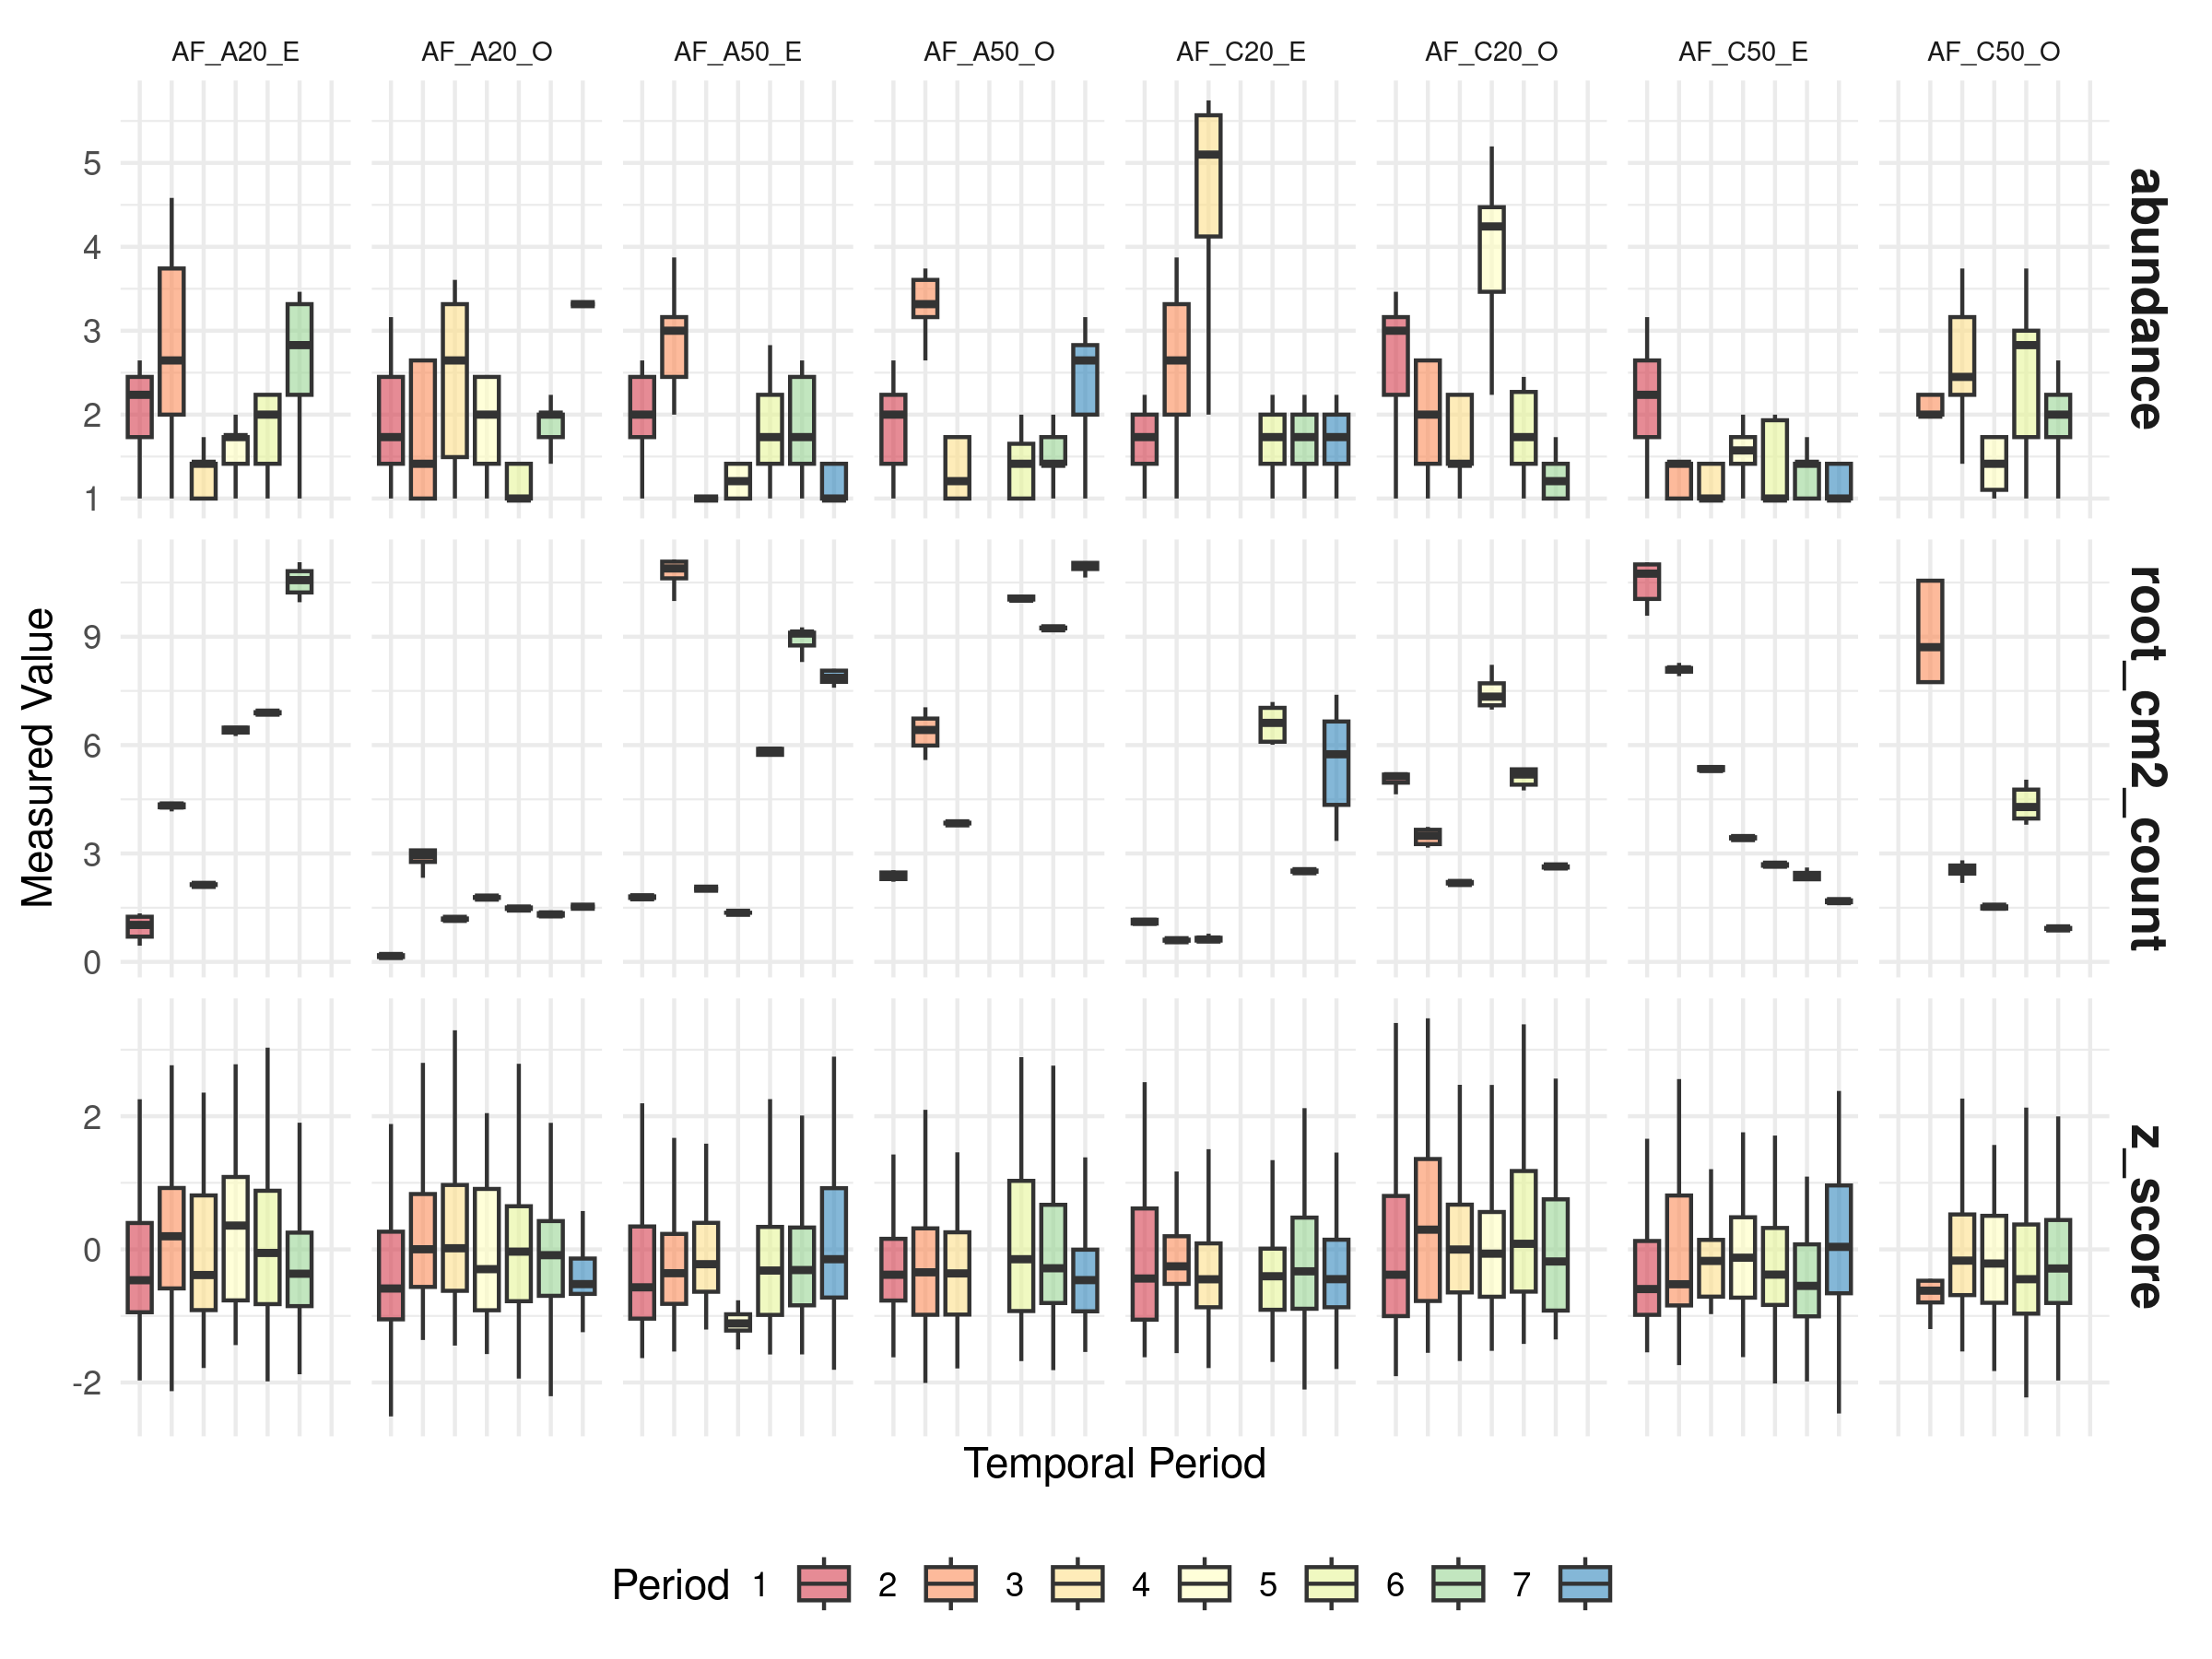 AF_A20_E AF_A20_O AF_A50_E AF_A50_O AF_C20_E AF_C20_O AF_C50_E AF_C50_O
5
4
3
2
1
abundance
9
6
3
0
root_cm2_count
2
0
-2
z_score
Measured Value
Temporal Period
Period 1 2 3 4 5 6 7